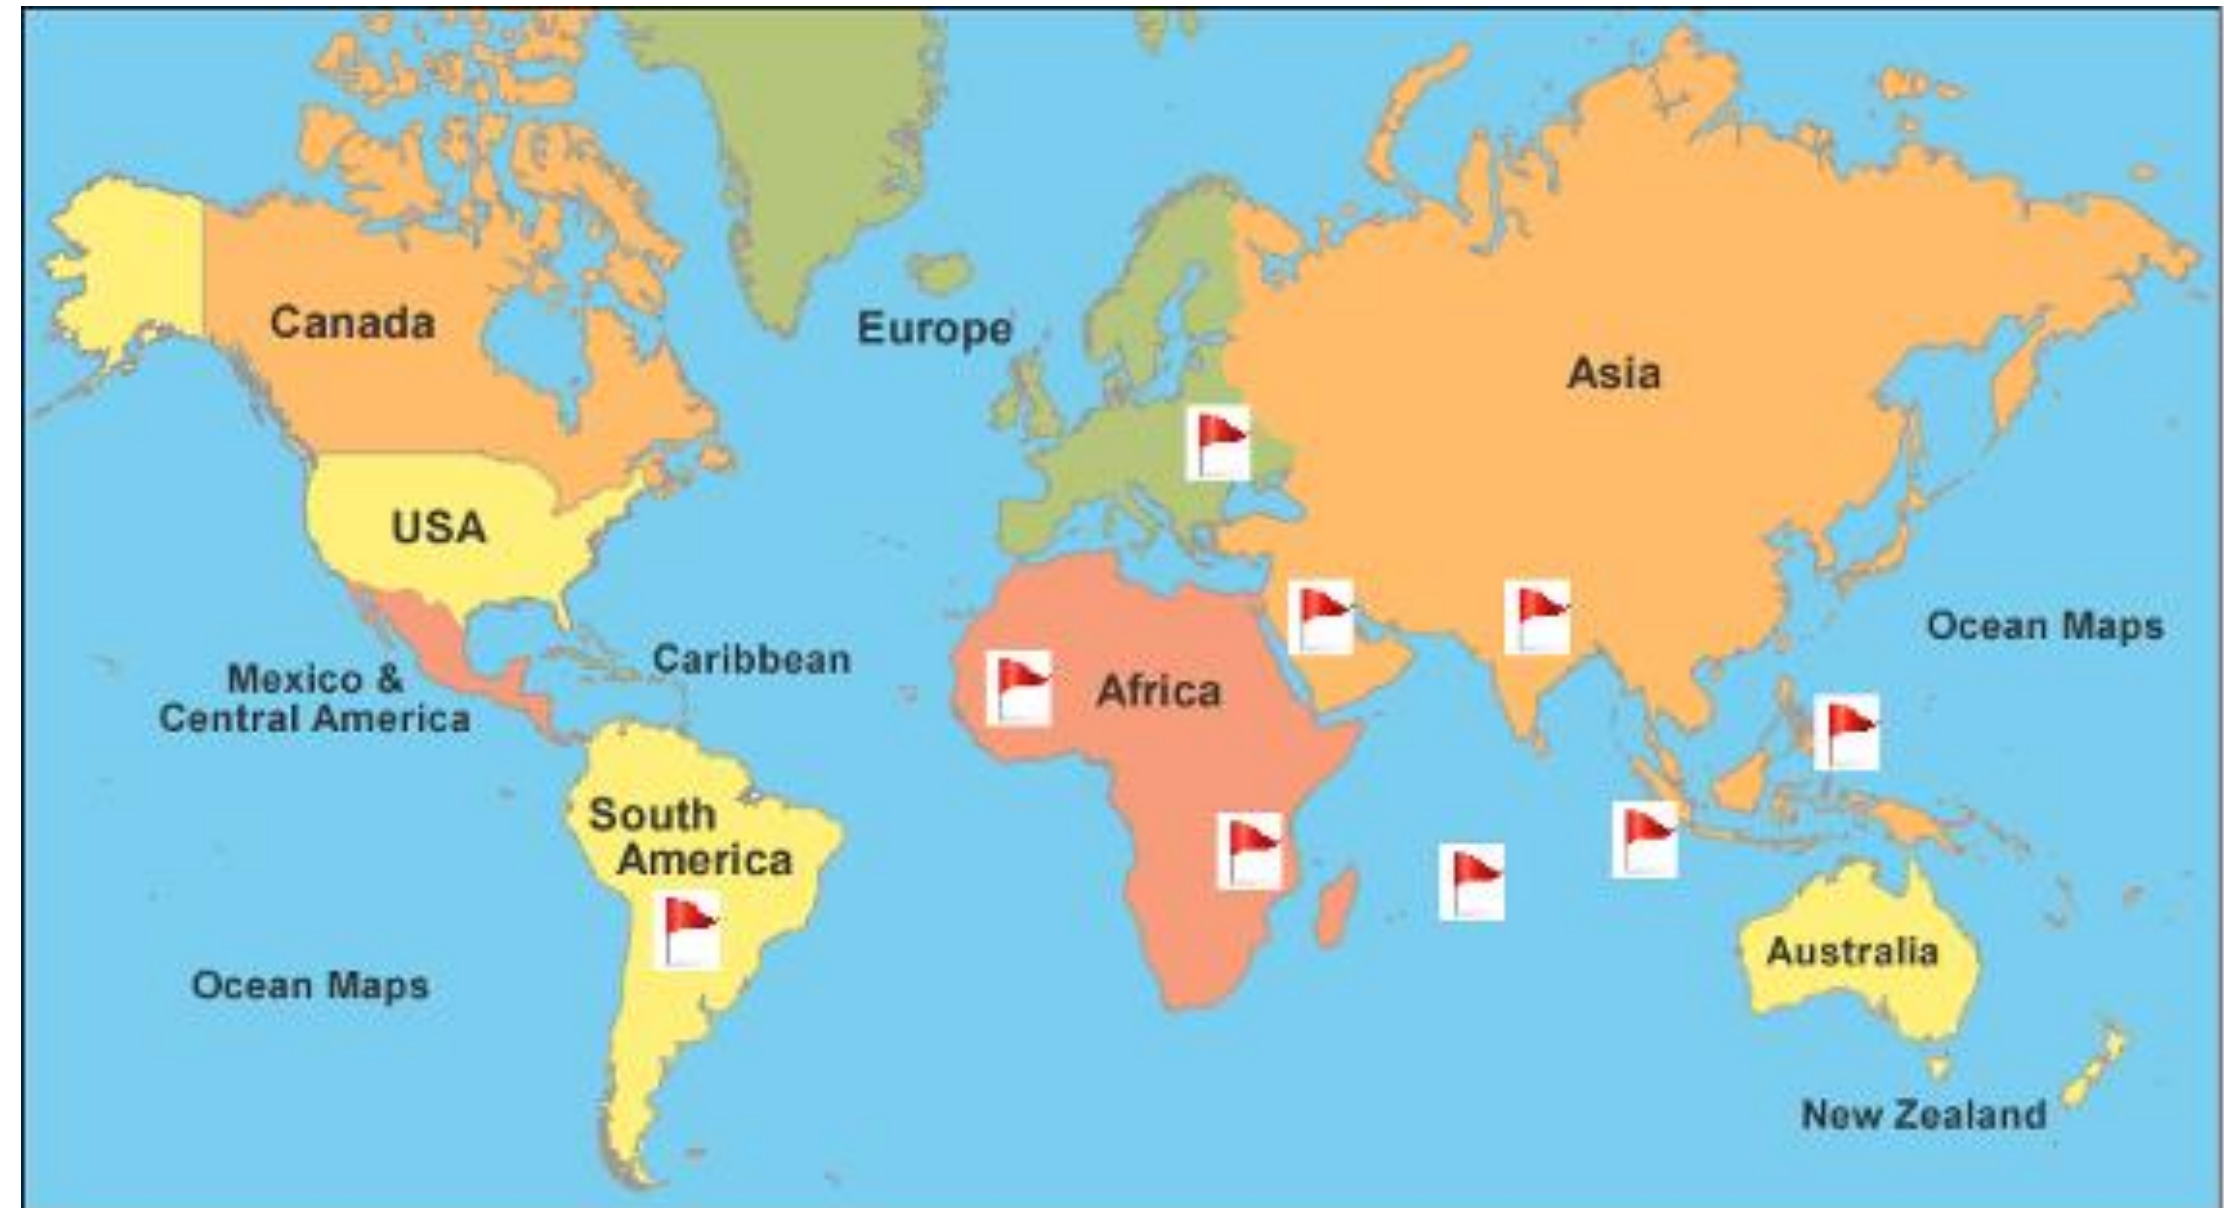 Canada
Europe
Asia
USA
Ocean Maps
Caribbean
Mexico &
Central America
Africa
South
America
Australia
Ocean Maps
New Zealand